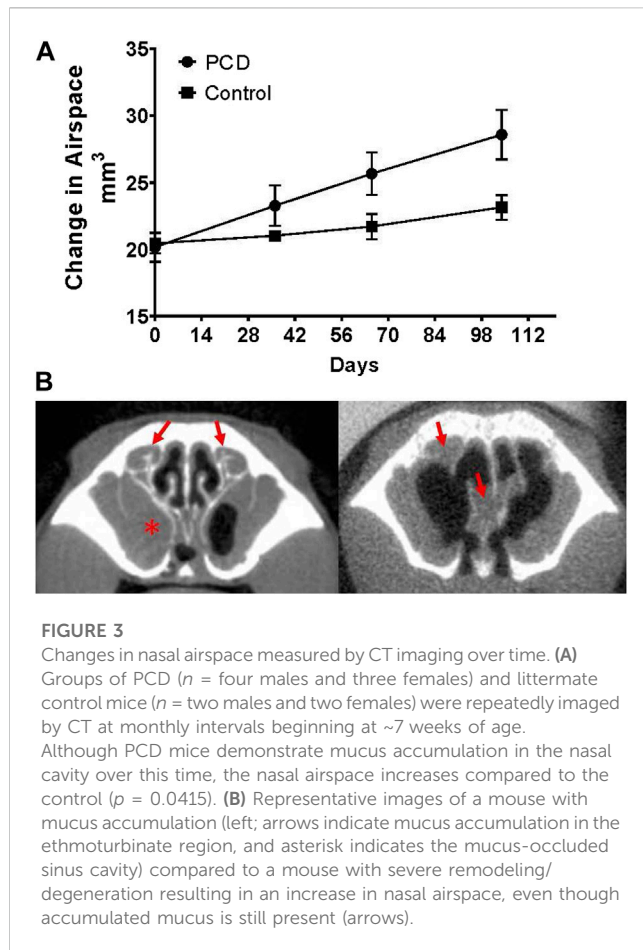 A
35
PCD
Control
30
25
20
15
Change in Airspace
mm³
0 14 28 42 56 70 84 98 112
Days
B
*
FIGURE 3
Changes in nasal airspace measured by CT imaging over time. (A)
Groups of PCD (n = four males and three females) and littermate
control mice (n = two males and two females) were repeatedly imaged
by CT at monthly intervals beginning at ~7 weeks of age.
Although PCD mice demonstrate mucus accumulation in the nasal
cavity over this time, the nasal airspace increases compared to the
control (p = 0.0415). (B) Representative images of a mouse with
mucus accumulation (left; arrows indicate mucus accumulation in the
ethmoturbinate region, and asterisk indicates the mucus-occluded
sinus cavity) compared to a mouse with severe remodeling/
degeneration resulting in an increase in nasal airspace, even though
accumulated mucus is still present (arrows).